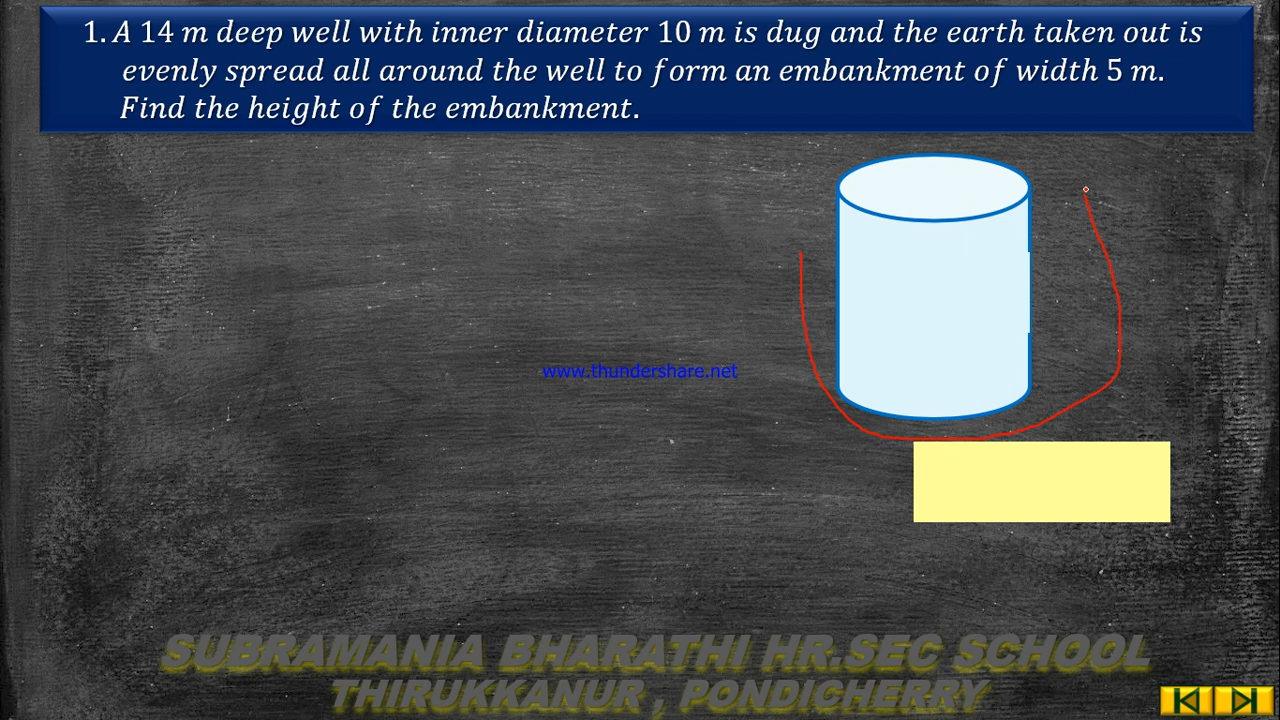 1. A 14 m deep well with inner diameter 10 m is dug and the earth taken out is
evenly spread all around the well to form an embankment of width 5 m.
Find the height of the embankment.
www.thundershare.net
SUBRAMANIA BHARATHI HR.SEC SCHOOL
THIRUKKANUR , PONDICHERRY